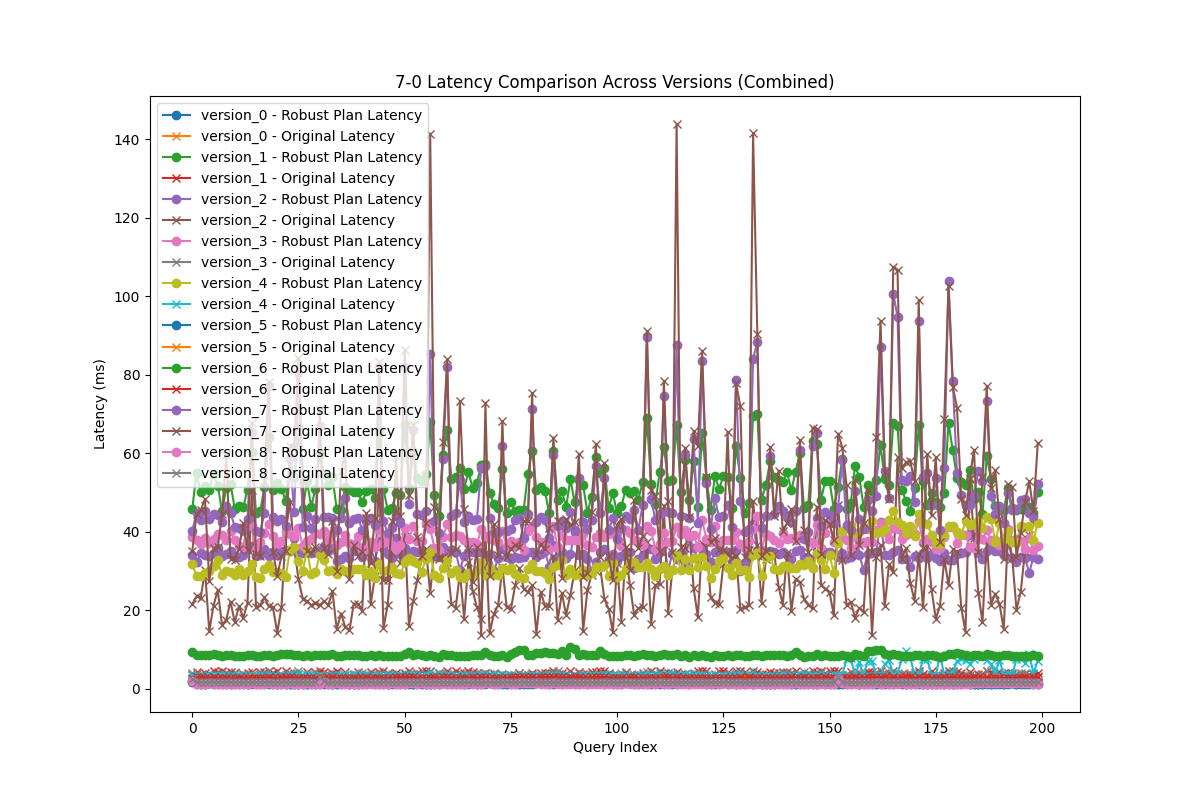 7-0 Latency Comparison Across Versions (Combined)
version_0 - Robust Plan Latency
version_0 - Original Latency
version_1 - Robust Plan Latency
version_1 - Original Latency
version_2 - Robust Plan Latency
version_2 - Original Latency
version_3 - Robust Plan Latency
version_3 - Original Latency
version_4 - Robust Plan Latency
version_4 - Original Latency
version_5 - Robust Plan Latency
version_5 - Original Latency
version_6 - Robust Plan Latency
version_6 - Original Latency
version_7 - Robust Plan Latency
version_7 - Original Latency
version_8 - Robust Plan Latency
version_8 - Original Latency
Latency (ms)
140
120
100
80
60
40
20
0
0 25 50 75 100 125 150 175 200
Query Index